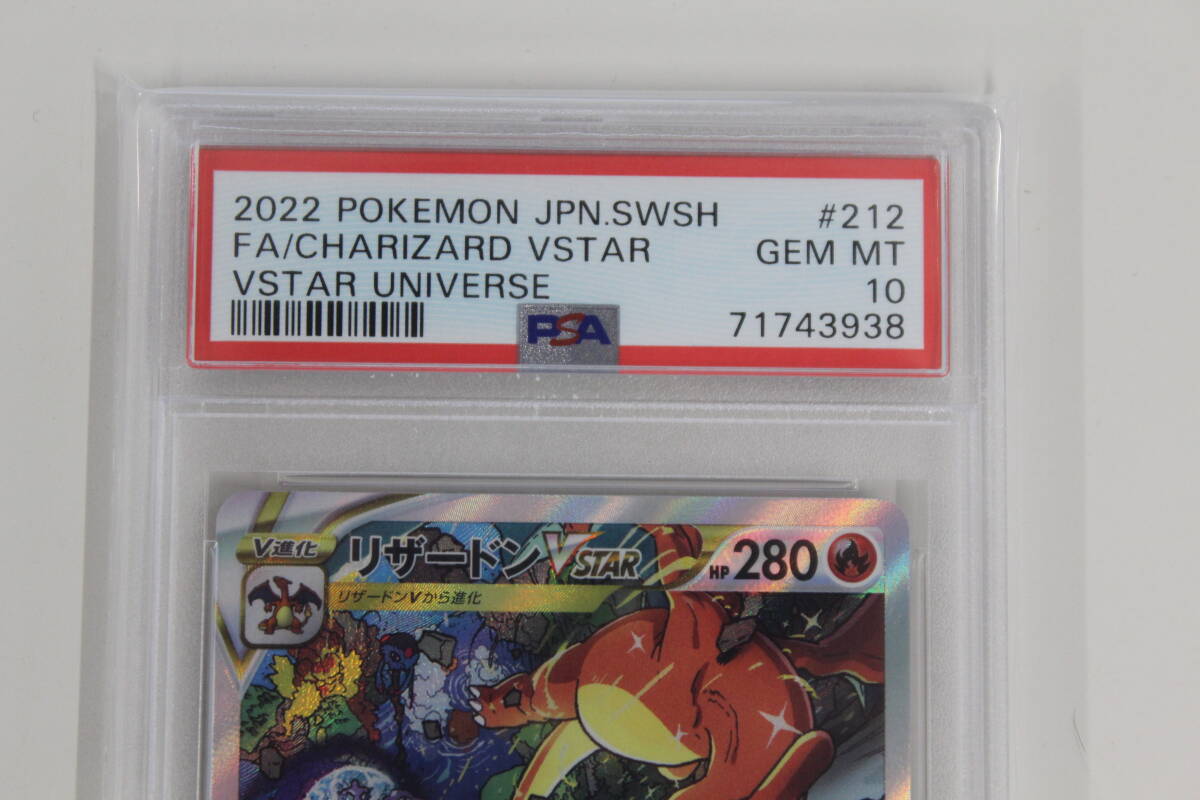 2022 POKEMON JPN.SWSH #212
FA/CHARIZARD VSTAR GEM MT
VSTAR UNIVERSE 10
PSA 71743938
V進化 リザードンVSTAR HP 280
リザードンVから進化